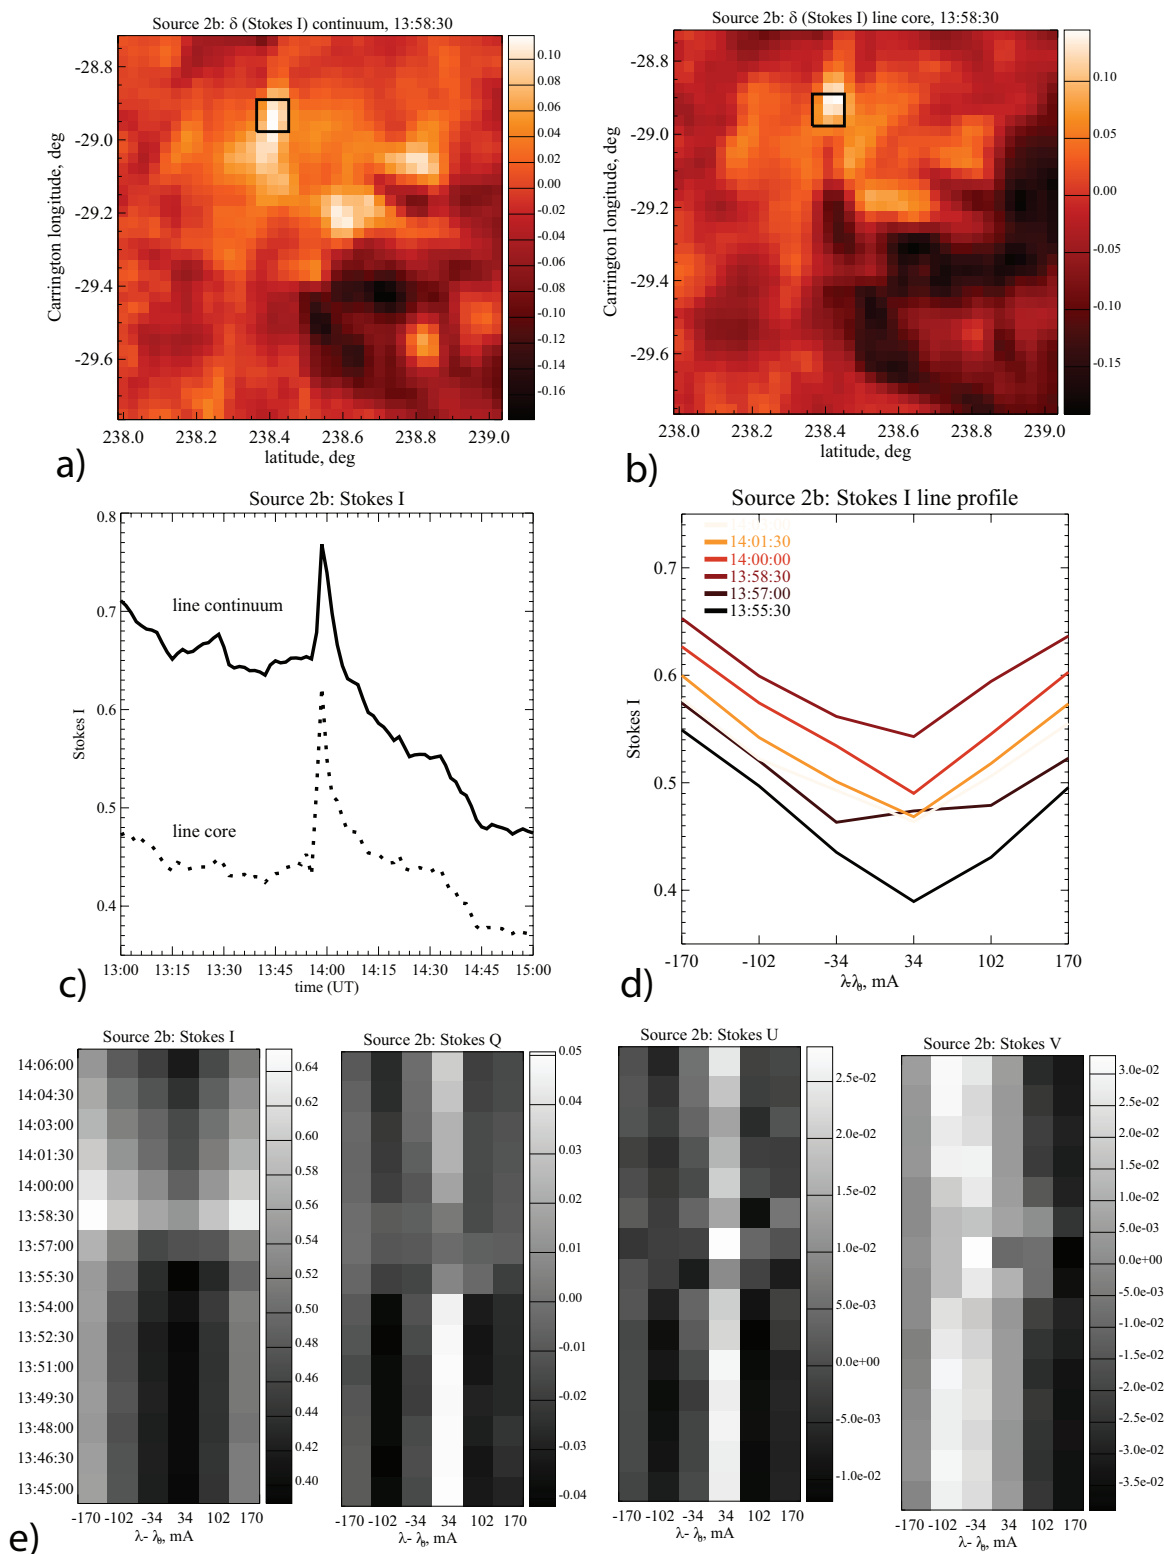 Source 2b: δ (Stokes I) continuum, 13:58:30
Carrington longitude, deg
-28.8
-29.0
-29.2
-29.4
-29.6
238.0 238.2 238.4 238.6 238.8 239.0
latitude, deg
0.10
0.08
0.06
0.04
0.02
0.00
-0.02
-0.04
-0.06
-0.08
-0.10
-0.12
-0.14
-0.16
a)
Source 2b: δ (Stokes I) line core, 13:58:30
Carrington longitude, deg
-28.8
-29.0
-29.2
-29.4
-29.6
238.0 238.2 238.4 238.6 238.8 239.0
latitude, deg
0.10
0.05
0.00
-0.05
-0.10
-0.15
b)
Source 2b: Stokes I
Stokes I
0.8
0.7
0.6
0.5
0.4
line continuum
line core
13:00 13:15 13:30 13:45 14:00 14:15 14:30 14:45 15:00
time (UT)
c)
Source 2b: Stokes I line profile
Stokes I
0.7
0.6
0.5
0.4
14:03:00
14:01:30
14:00:00
13:58:30
13:57:00
13:55:30
-170 -102 -34 34 102 170
λ-λ₀, mA
d)
Source 2b: Stokes I
14:06:00
14:04:30
14:03:00
14:01:30
14:00:00
13:58:30
13:57:00
13:55:30
13:54:00
13:52:30
13:51:00
13:49:30
13:48:00
13:46:30
13:45:00
-170 -102 -34 34 102 170
λ- λ₀, mA
0.64
0.62
0.60
0.58
0.56
0.54
0.52
0.50
0.48
0.46
0.44
0.42
0.40
Source 2b: Stokes Q
-170 -102 -34 34 102 170
λ- λ₀, mA
0.05
0.04
0.03
0.02
0.01
0.00
-0.01
-0.02
-0.03
-0.04
Source 2b: Stokes U
-170 -102 -34 34 102 170
λ- λ₀, mA
2.5e-02
2.0e-02
1.5e-02
1.0e-02
5.0e-03
0.0e+00
-5.0e-03
-1.0e-02
Source 2b: Stokes V
-170 -102 -34 34 102 170
λ- λ₀, mA
3.0e-02
2.5e-02
2.0e-02
1.5e-02
1.0e-02
5.0e-03
0.0e+00
-5.0e-03
-1.0e-02
-1.5e-02
-2.0e-02
-2.5e-02
-3.0e-02
-3.5e-02
e)